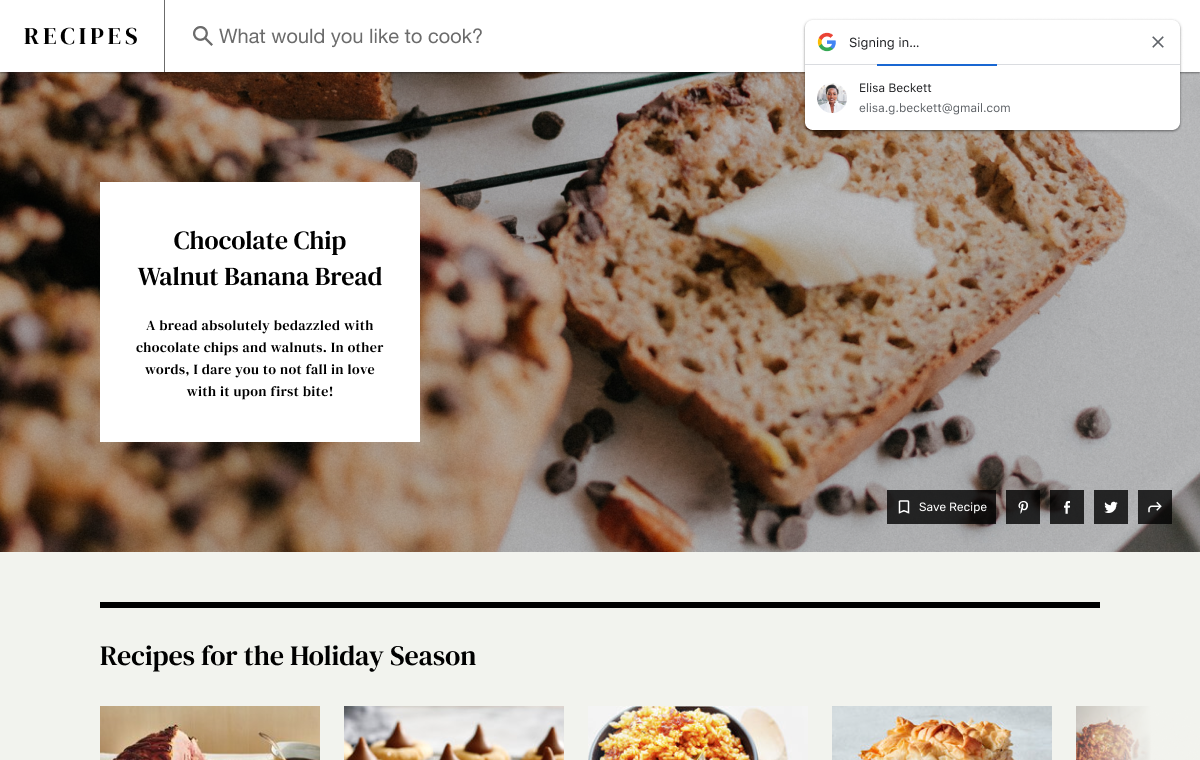 RECIPES
What would you like to cook?
Signing in...
Elisa Beckett
elisa.g.beckett@gmail.com
Chocolate Chip
Walnut Banana Bread
A bread absolutely bedazzled with
chocolate chips and walnuts. In other
words, I dare you to not fall in love
with it upon first bite!
Save Recipe
Recipes for the Holiday Season